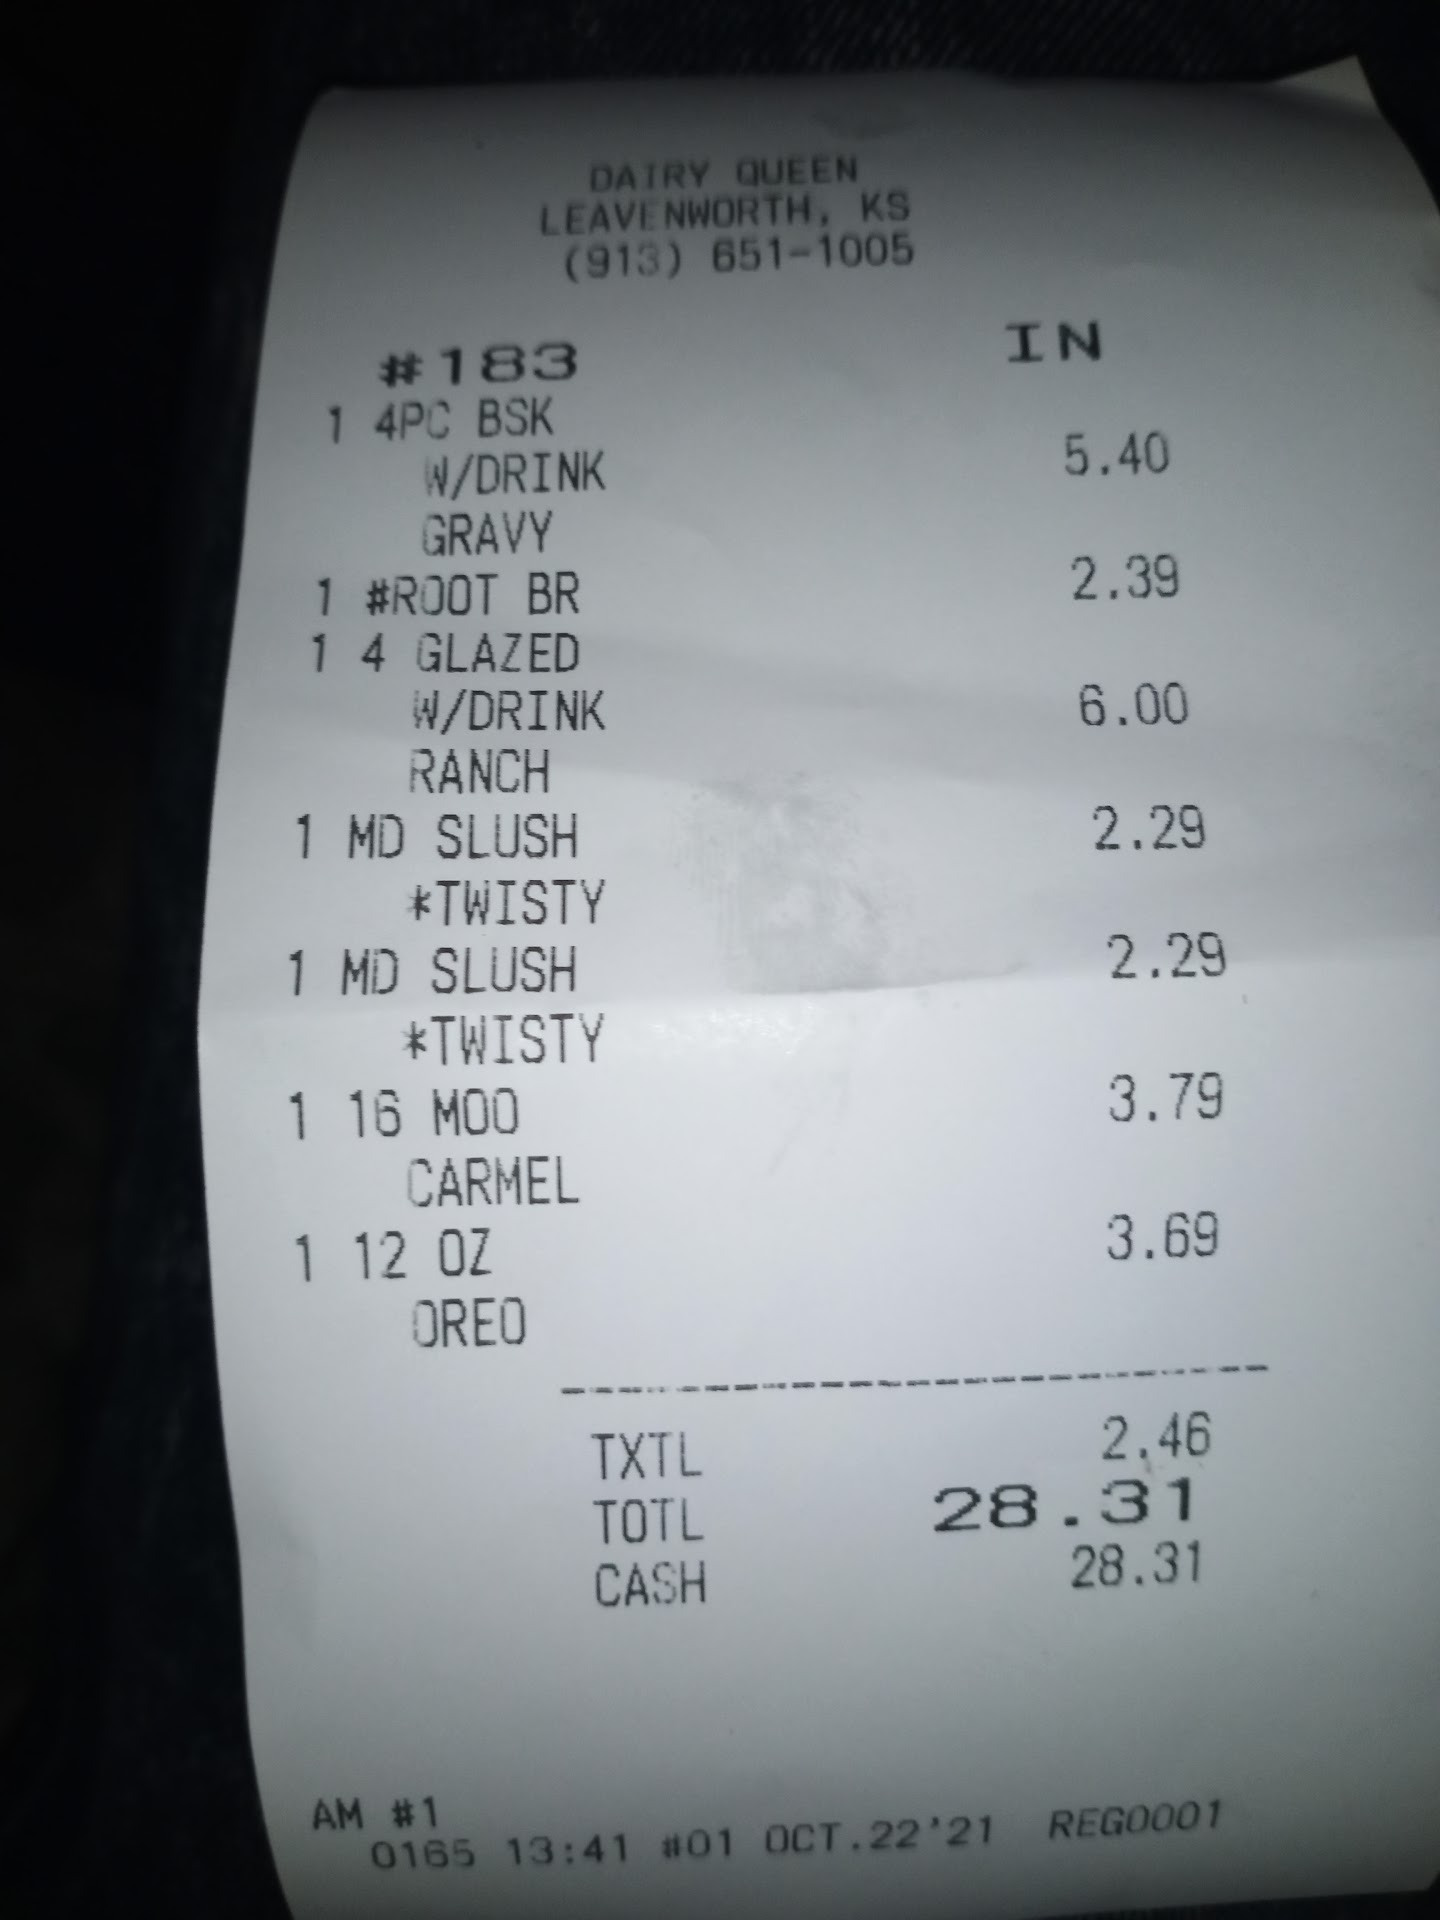 DAIRY QUEEN
LEAVENWORTH, KS
(913) 651-1005
#183 IN
1 4PC BSK
W/DRINK 5.40
GRAVY
1 #ROOT BR 2.39
1 4 GLAZED
W/DRINK 6.00
RANCH
1 MD SLUSH 2.29
*TWISTY
1 MD SLUSH 2.29
*TWISTY
1 16 MOO 3.79
CARMEL
1 12 OZ 3.69
OREO
------------------------
TXTL 2.46
TOTL 28.31
CASH 28.31
AM #1
0165 13:41 #01 OCT.22'21 REG0001